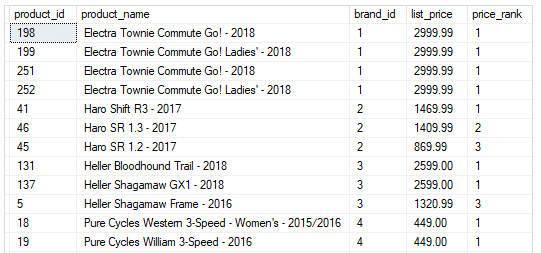 product_id product_name brand_id list_price price_rank
198 Electra Townie Commute Go! - 2018 1 2999.99 1
199 Electra Townie Commute Go! Ladies' - 2018 1 2999.99 1
251 Electra Townie Commute Go! - 2018 1 2999.99 1
252 Electra Townie Commute Go! Ladies' - 2018 1 2999.99 1
41 Haro Shift R3 - 2017 2 1469.99 1
46 Haro SR 1.3 - 2017 2 1409.99 2
45 Haro SR 1.2 - 2017 2 869.99 3
131 Heller Bloodhound Trail - 2018 3 2599.00 1
137 Heller Shagamaw GX1 - 2018 3 2599.00 1
5 Heller Shagamaw Frame - 2016 3 1320.99 3
18 Pure Cycles Western 3-Speed - Women's - 2015/2016 4 449.00 1
19 Pure Cycles William 3-Speed - 2016 4 449.00 1